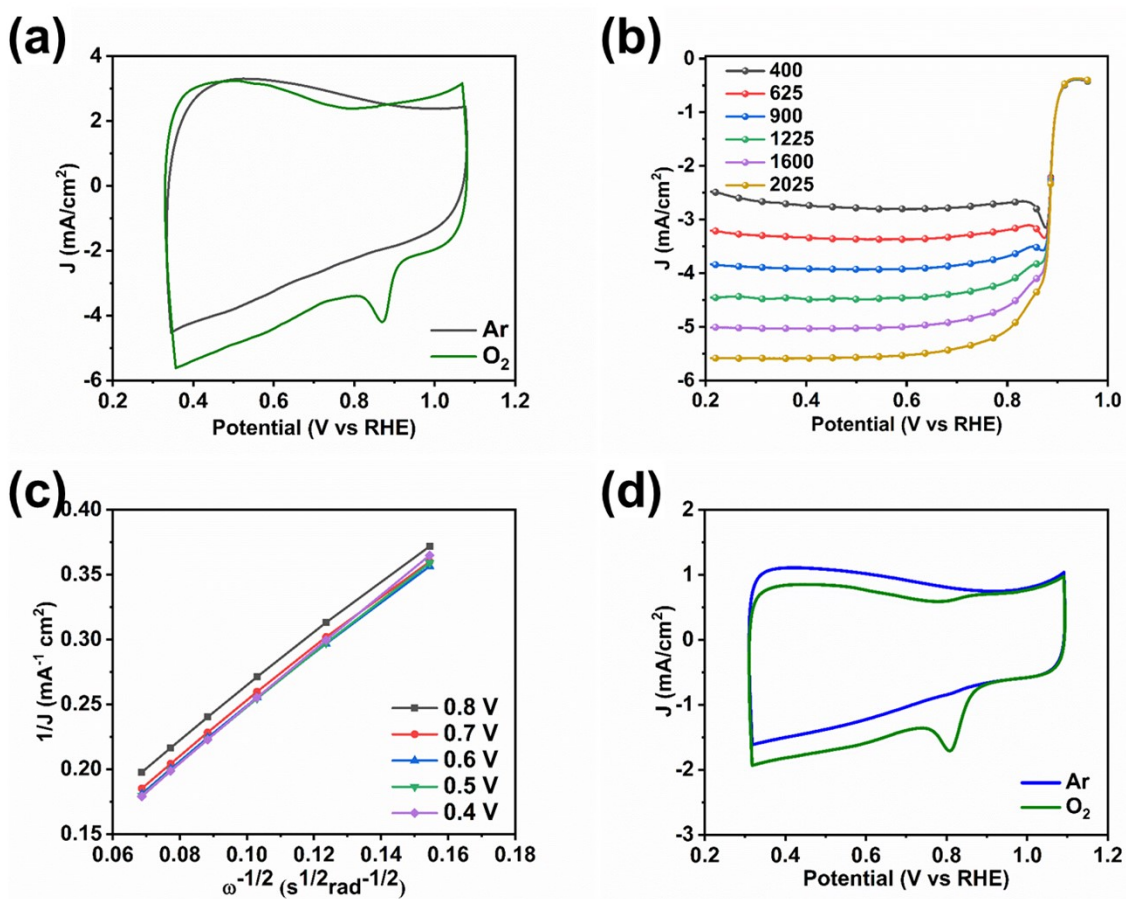 (a)
4
2
0
-2
-4
-6
J (mA/cm²)
0.2 0.4 0.6 0.8 1.0 1.2
Potential (V vs RHE)
Ar
O₂
(b)
0
-1
-2
-3
-4
-5
-6
J (mA/cm²)
400
625
900
1225
1600
2025
0.2 0.4 0.6 0.8 1.0
Potential (V vs RHE)
(c)
0.40
0.35
0.30
0.25
0.20
0.15
1/J (mA⁻¹ cm²)
0.8 V
0.7 V
0.6 V
0.5 V
0.4 V
0.06 0.08 0.10 0.12 0.14 0.16 0.18
ω⁻¹/² (s¹/²rad⁻¹/²)
(d)
2
1
0
-1
-2
-3
J (mA/cm²)
Ar
O₂
0.2 0.4 0.6 0.8 1.0 1.2
Potential (V vs RHE)